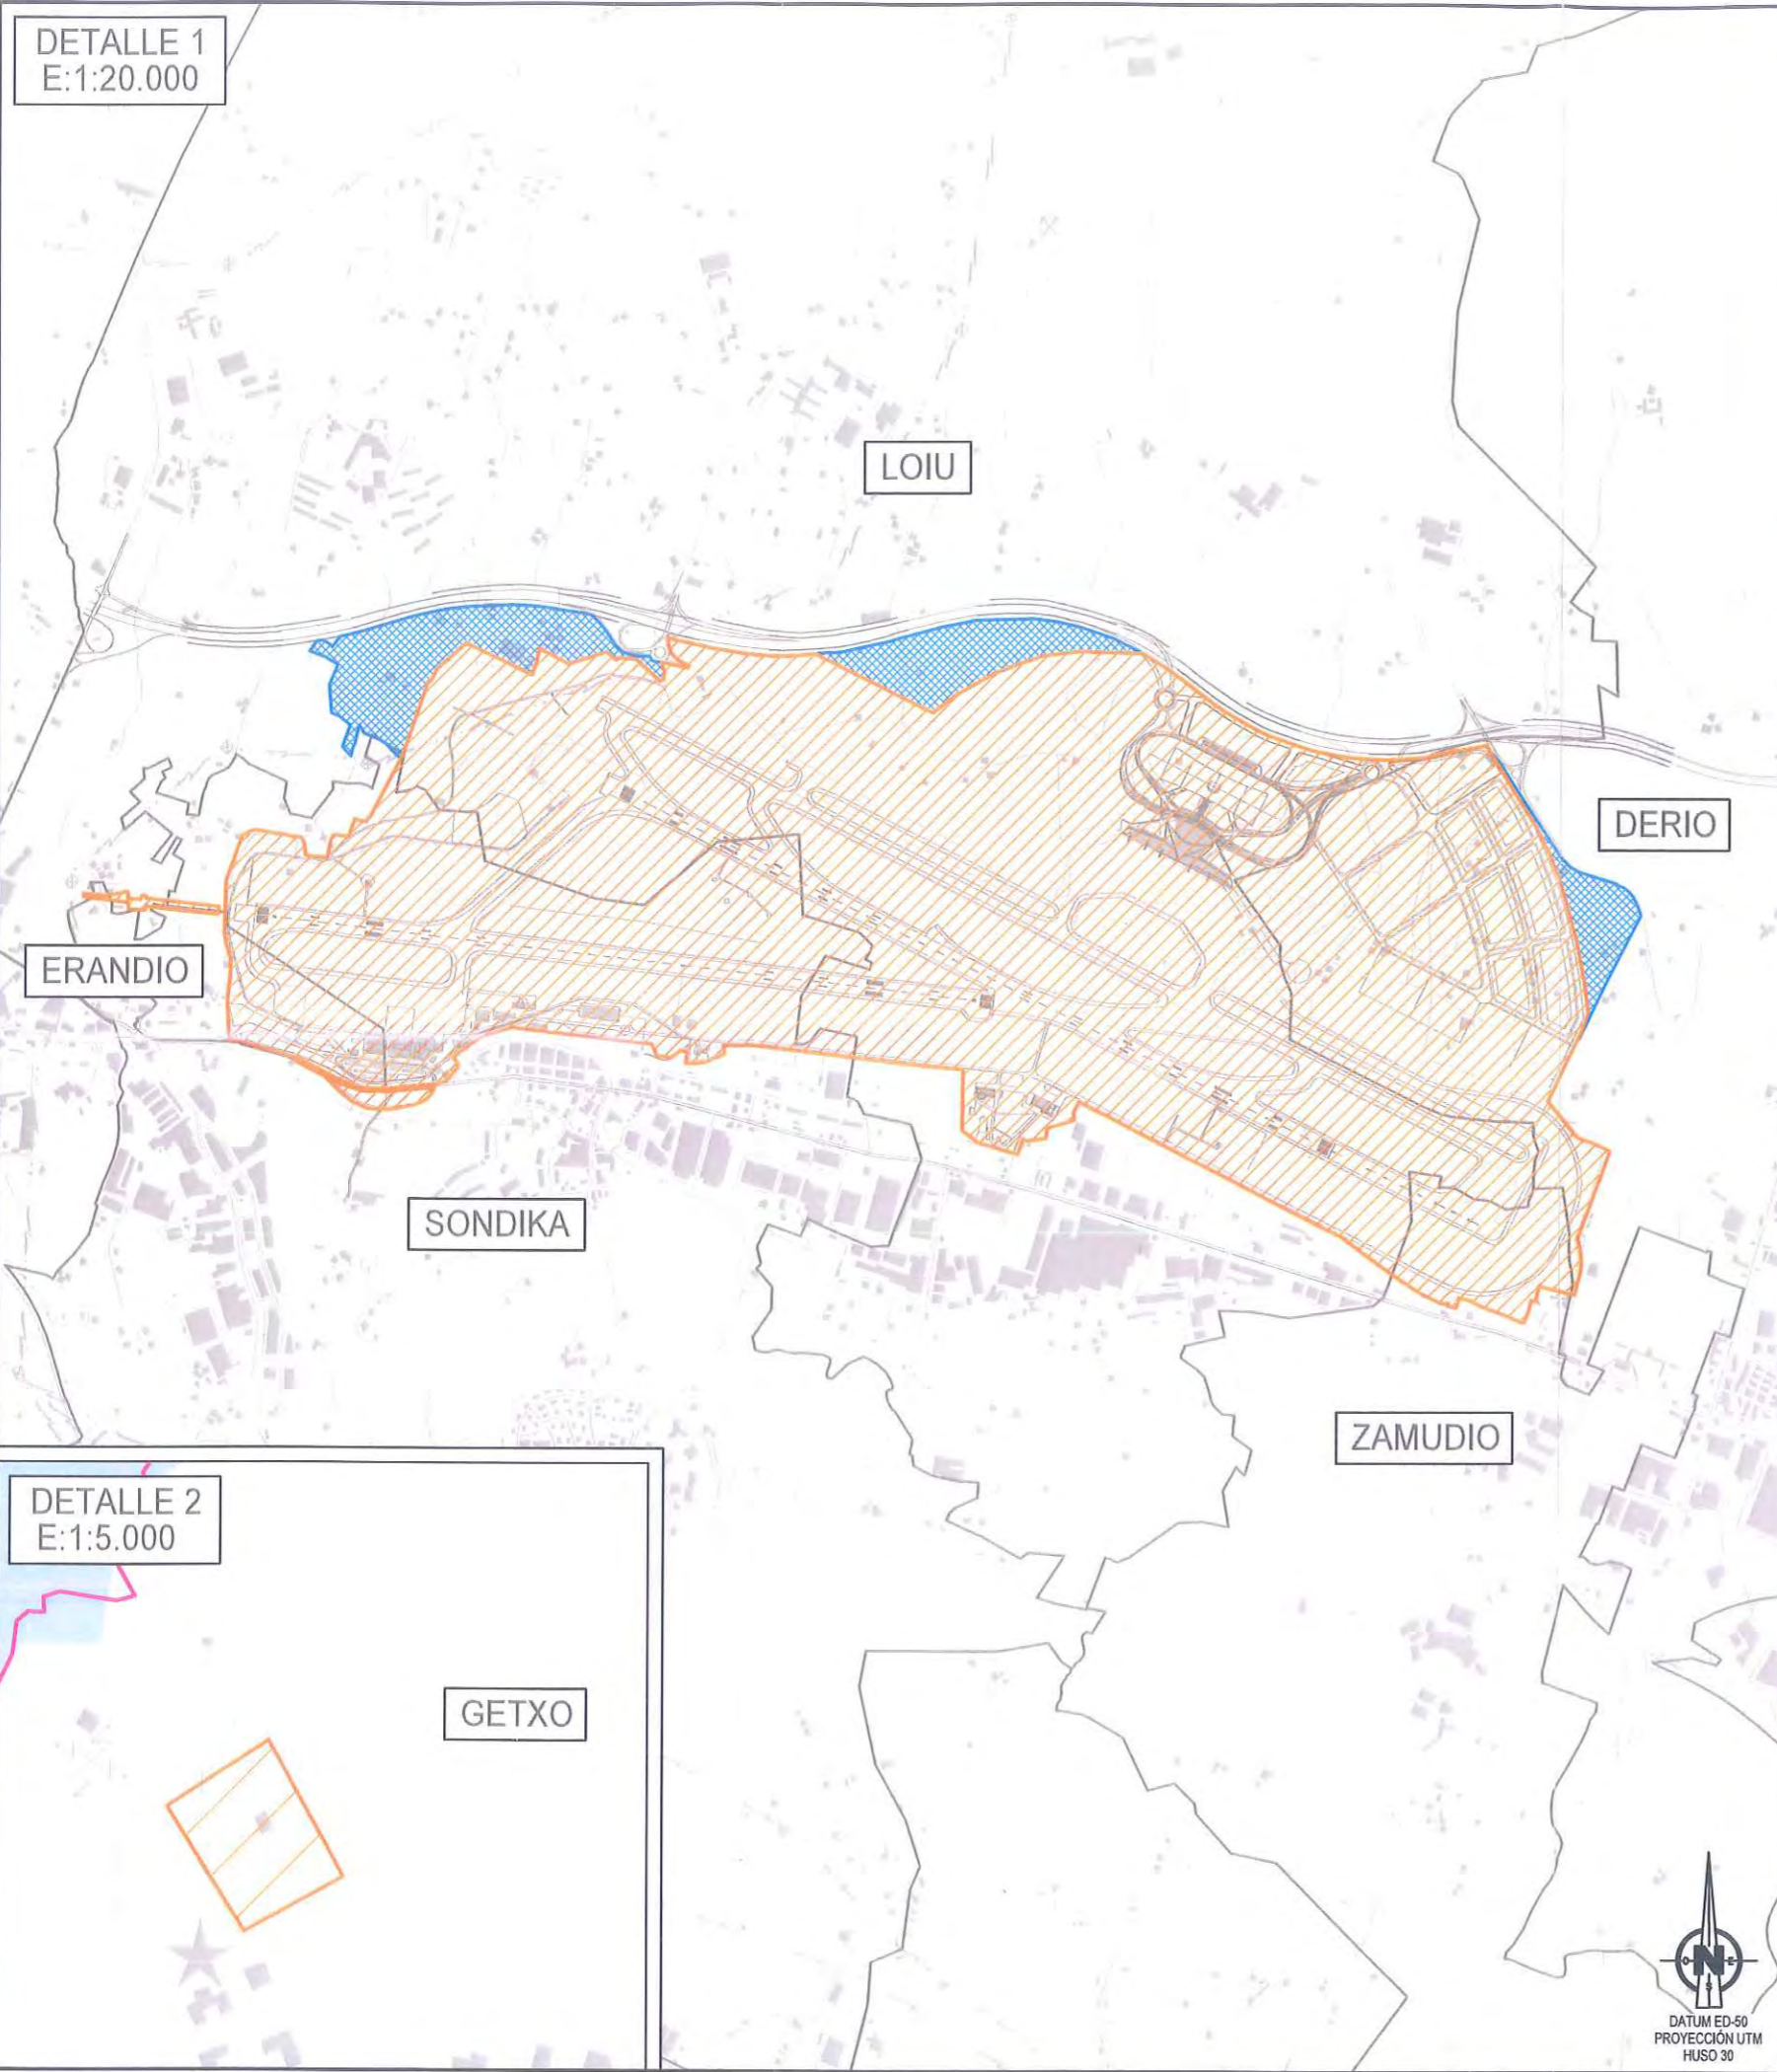 DETALLE 1
E:1:20.000
LOIU
DERIO
ERANDIO
SONDIKA
ZAMUDIO
DETALLE 2
E:1:5.000
GETXO
N
O
E
S
DATUM ED-50
PROYECCIÓN UTM
HUSO 30